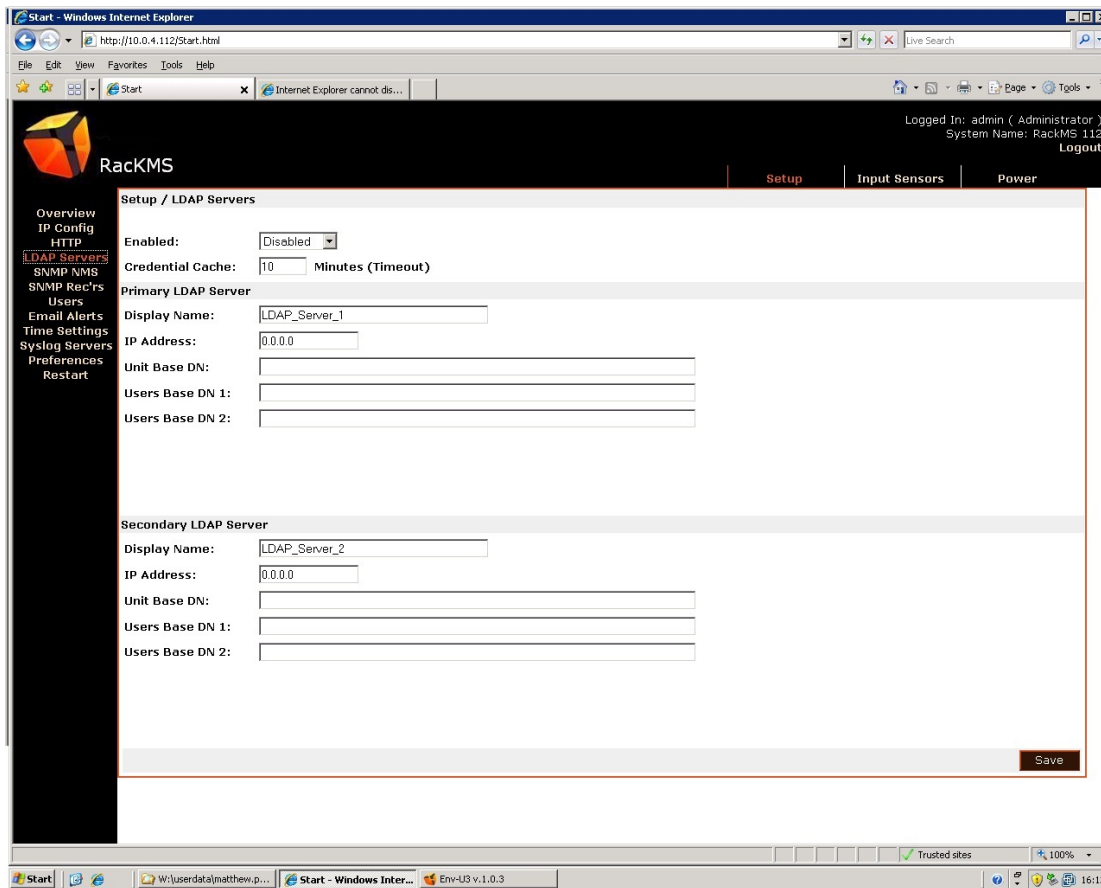 Start - Windows Internet Explorer
http://10.0.4.112/Start.html
Live Search
File Edit View Favorites Tools Help
Start
Internet Explorer cannot dis...
Page
Tools
Logged In: admin ( Administrator )
System Name: RackMS 112
Logout
RacKMS
Setup
Input Sensors
Power
Overview
IP Config
HTTP
LDAP Servers
SNMP NMS
SNMP Rec'rs
Users
Email Alerts
Time Settings
Syslog Servers
Preferences
Restart
Setup / LDAP Servers
Enabled: Disabled
Credential Cache: 10 Minutes (Timeout)
Primary LDAP Server
Display Name: LDAP_Server_1
IP Address: 0.0.0.0
Unit Base DN:
Users Base DN 1:
Users Base DN 2:
Secondary LDAP Server
Display Name: LDAP_Server_2
IP Address: 0.0.0.0
Unit Base DN:
Users Base DN 1:
Users Base DN 2:
Save
Trusted sites
100%
Start
W:\userdata\matthew.p...
Start - Windows Inter...
Env-U3 v.1.0.3